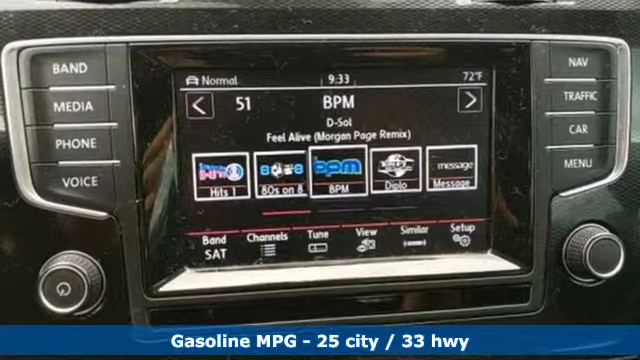 BAND
MEDIA
PHONE
VOICE
Normal
9:33
72°F
51
BPM
D-Sol
Feel Alive (Morgan Page Remix)
Hits 1
80s on 8
bpm
BPM
Diplo
message
Message
Band
SAT
Channels
Tune
View
Similar
Setup
NAV
TRAFFIC
CAR
MENU
Gasoline MPG - 25 city / 33 hwy